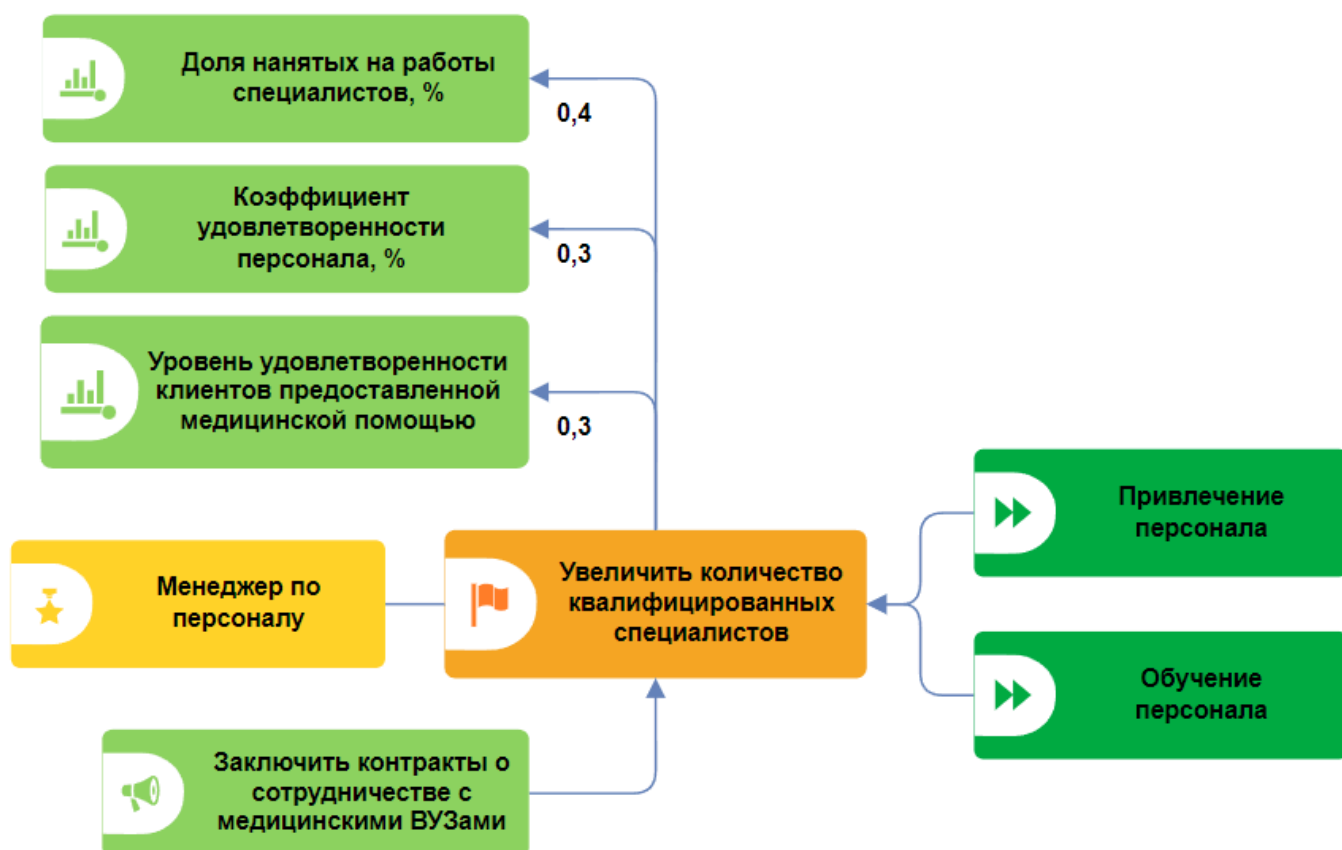 Доля нанятых на работы
специалистов, %
0,4
Коэффициент
удовлетворенности
персонала, %
0,3
Уровень удовлетворенности
клиентов предоставленной
медицинской помощью
0,3
Привлечение
персонала
Менеджер по
персоналу
Увеличить количество
квалифицированных
специалистов
Обучение
персонала
Заключить контракты о
сотрудничестве с
медицинскими ВУЗами